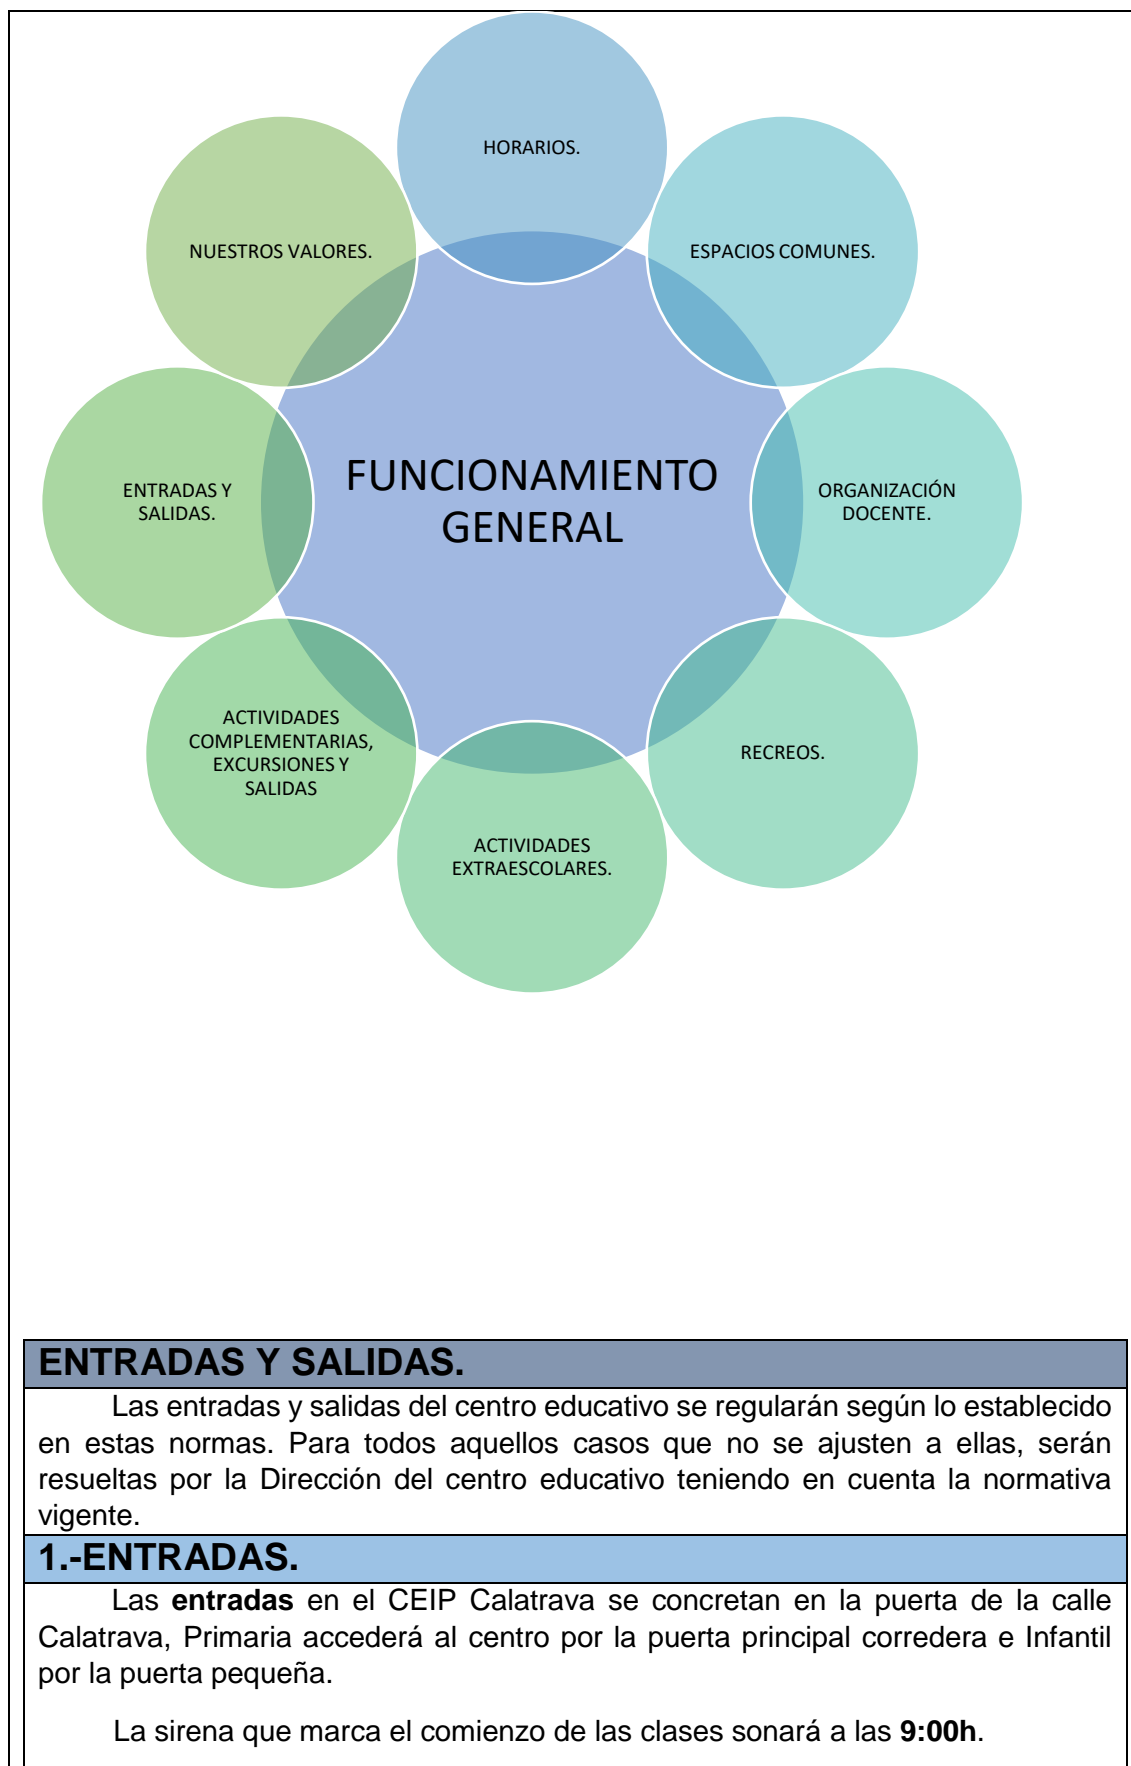 HORARIOS.
NUESTROS VALORES.
ESPACIOS COMUNES.
FUNCIONAMIENTO
GENERAL
ENTRADAS Y
SALIDAS.
ORGANIZACIÓN
DOCENTE.
ACTIVIDADES
COMPLEMENTARIAS,
EXCURSIONES Y
SALIDAS
RECREOS.
ACTIVIDADES
EXTRAESCOLARES.
ENTRADAS Y SALIDAS.
Las entradas y salidas del centro educativo se regularán según lo establecido
en estas normas. Para todos aquellos casos que no se ajusten a ellas, serán
resueltas por la Dirección del centro educativo teniendo en cuenta la normativa
vigente.
1.-ENTRADAS.
Las entradas en el CEIP Calatrava se concretan en la puerta de la calle
Calatrava, Primaria accederá al centro por la puerta principal corredera e Infantil
por la puerta pequeña.
La sirena que marca el comienzo de las clases sonará a las 9:00h.